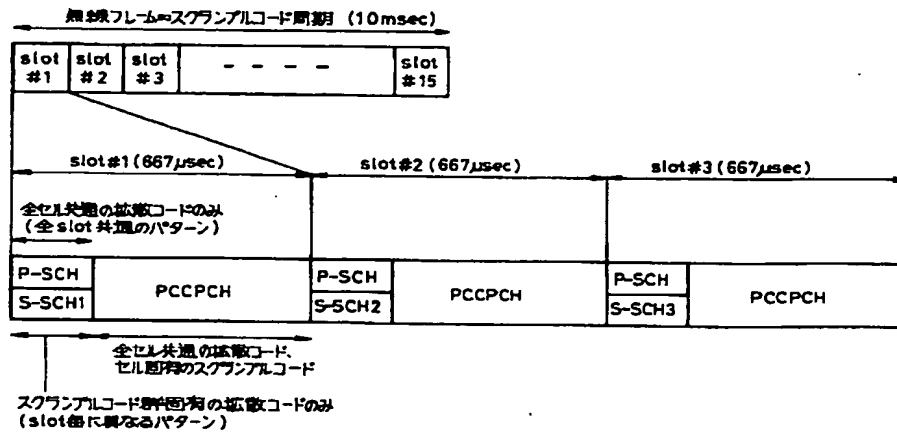 無線フレーム=スクランブルコード周期 (10msec)
slot #1 slot #2 slot #3 ---- slot #15
slot#1(667μsec) slot#2(667μsec) slot#3(667μsec)
全セル共通の拡散コードのみ
(全slot共通のパターン)
P-SCH PCCPCH P-SCH PCCPCH P-SCH PCCPCH
S-SCH1 S-SCH2 S-SCH3
全セル共通の拡散コード、
セル固有のスクランブルコード
スクランブルコード群固有の拡散コードのみ
(slot毎に異なるパターン)